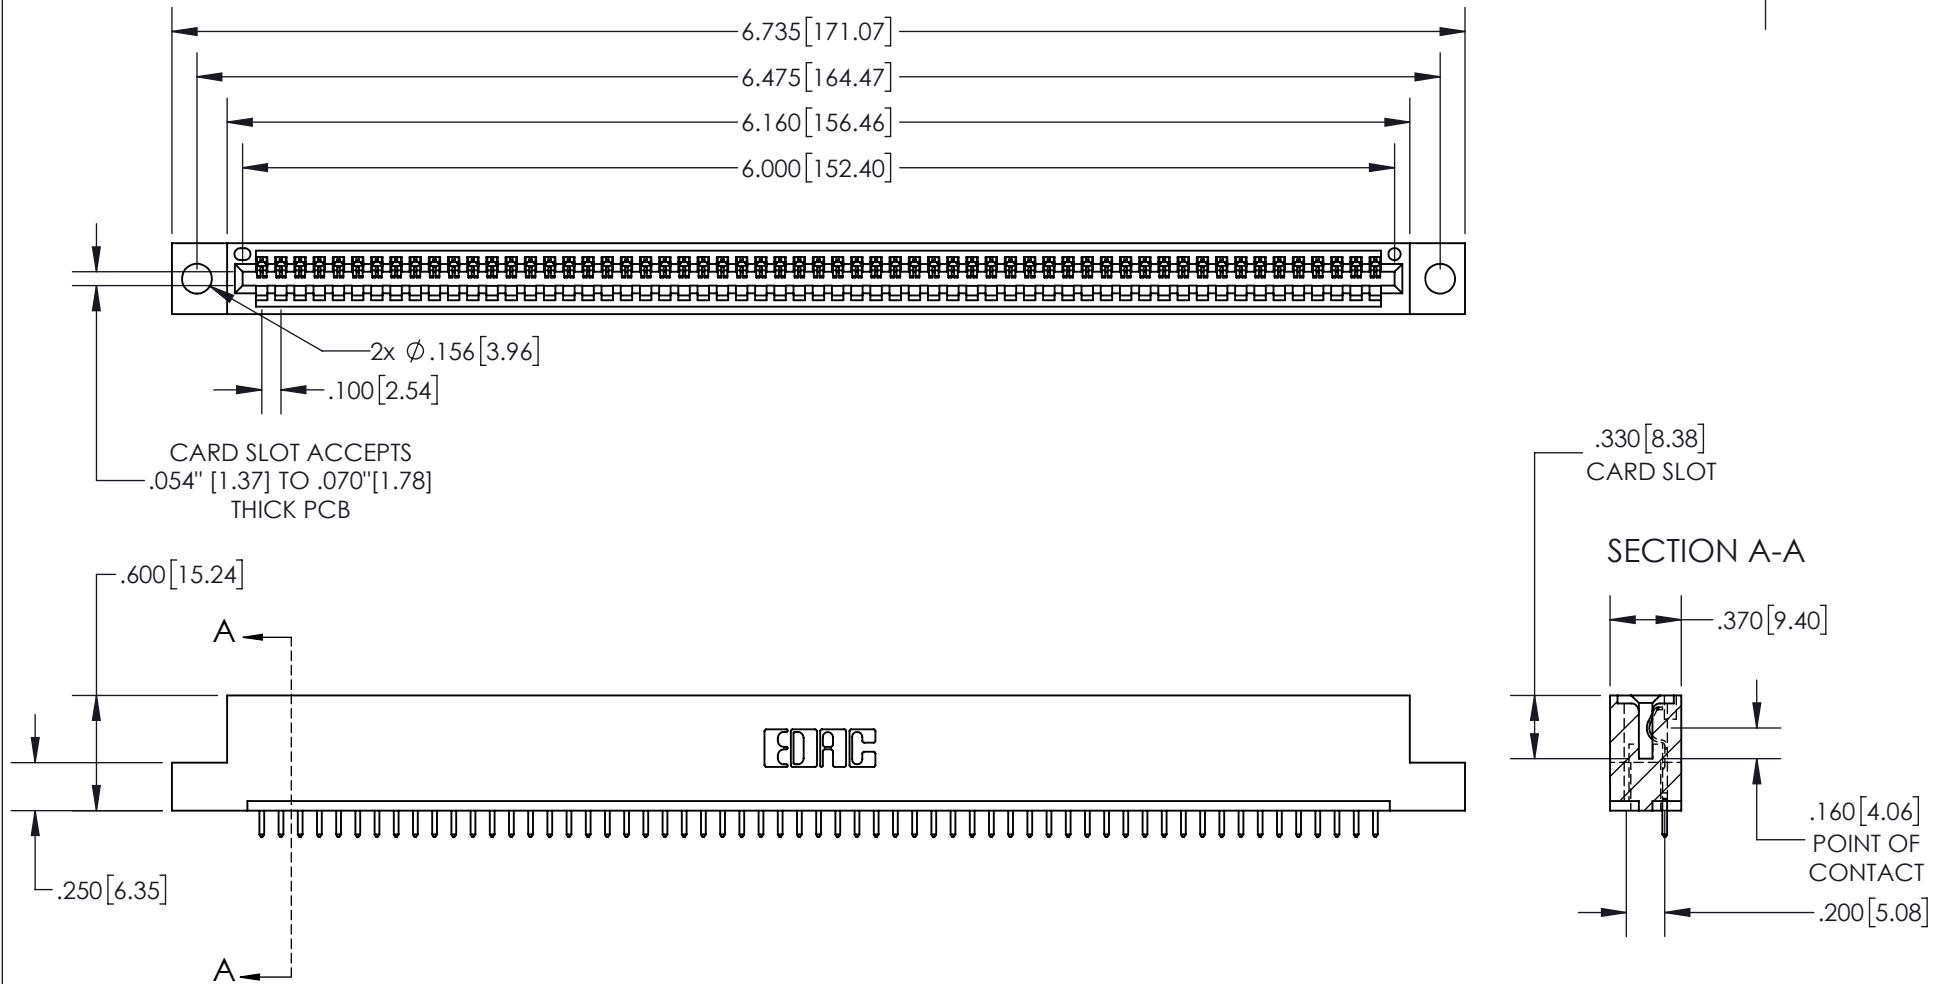 6.735[171.07]
6.475[164.47]
6.160[156.46]
6.000[152.40]
2x Ø.156[3.96]
.100[2.54]
CARD SLOT ACCEPTS
.054" [1.37] TO .070"[1.78]
THICK PCB
.330[8.38]
CARD SLOT
SECTION A-A
.600[15.24]
.370[9.40]
A
EDAC
.160[4.06]
POINT OF
CONTACT
.250[6.35]
.200[5.08]
A